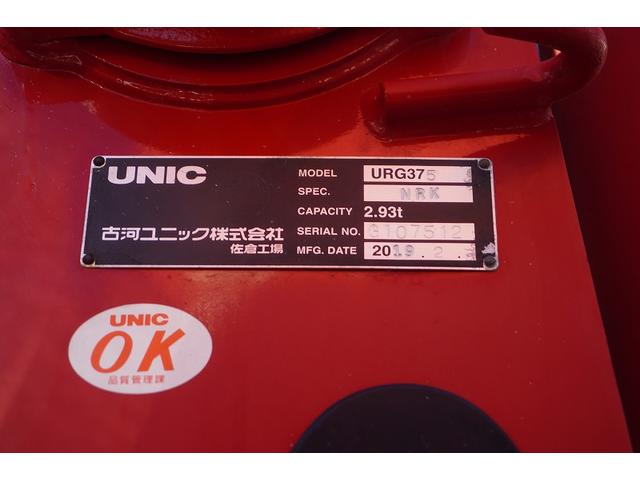 UNIC
古河ユニック株式会社
佐倉工場
MODEL URG375
SPEC. NRK
CAPACITY 2.93t
SERIAL NO. G107512
MFG. DATE 2019.2.
UNIC
OK
品質管理課